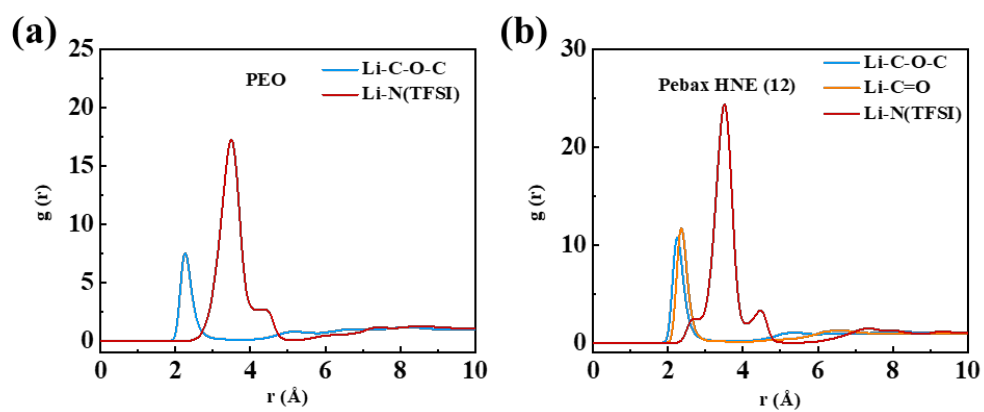 (a)
25
20
15
10
5
0
g (r)
PEO
Li-C-O-C
Li-N(TFSI)
0 2 4 6 8 10
r (Å)
(b)
30
20
10
0
g (r)
Pebax HNE (12)
Li-C-O-C
Li-C=O
Li-N(TFSI)
0 2 4 6 8 10
r (Å)